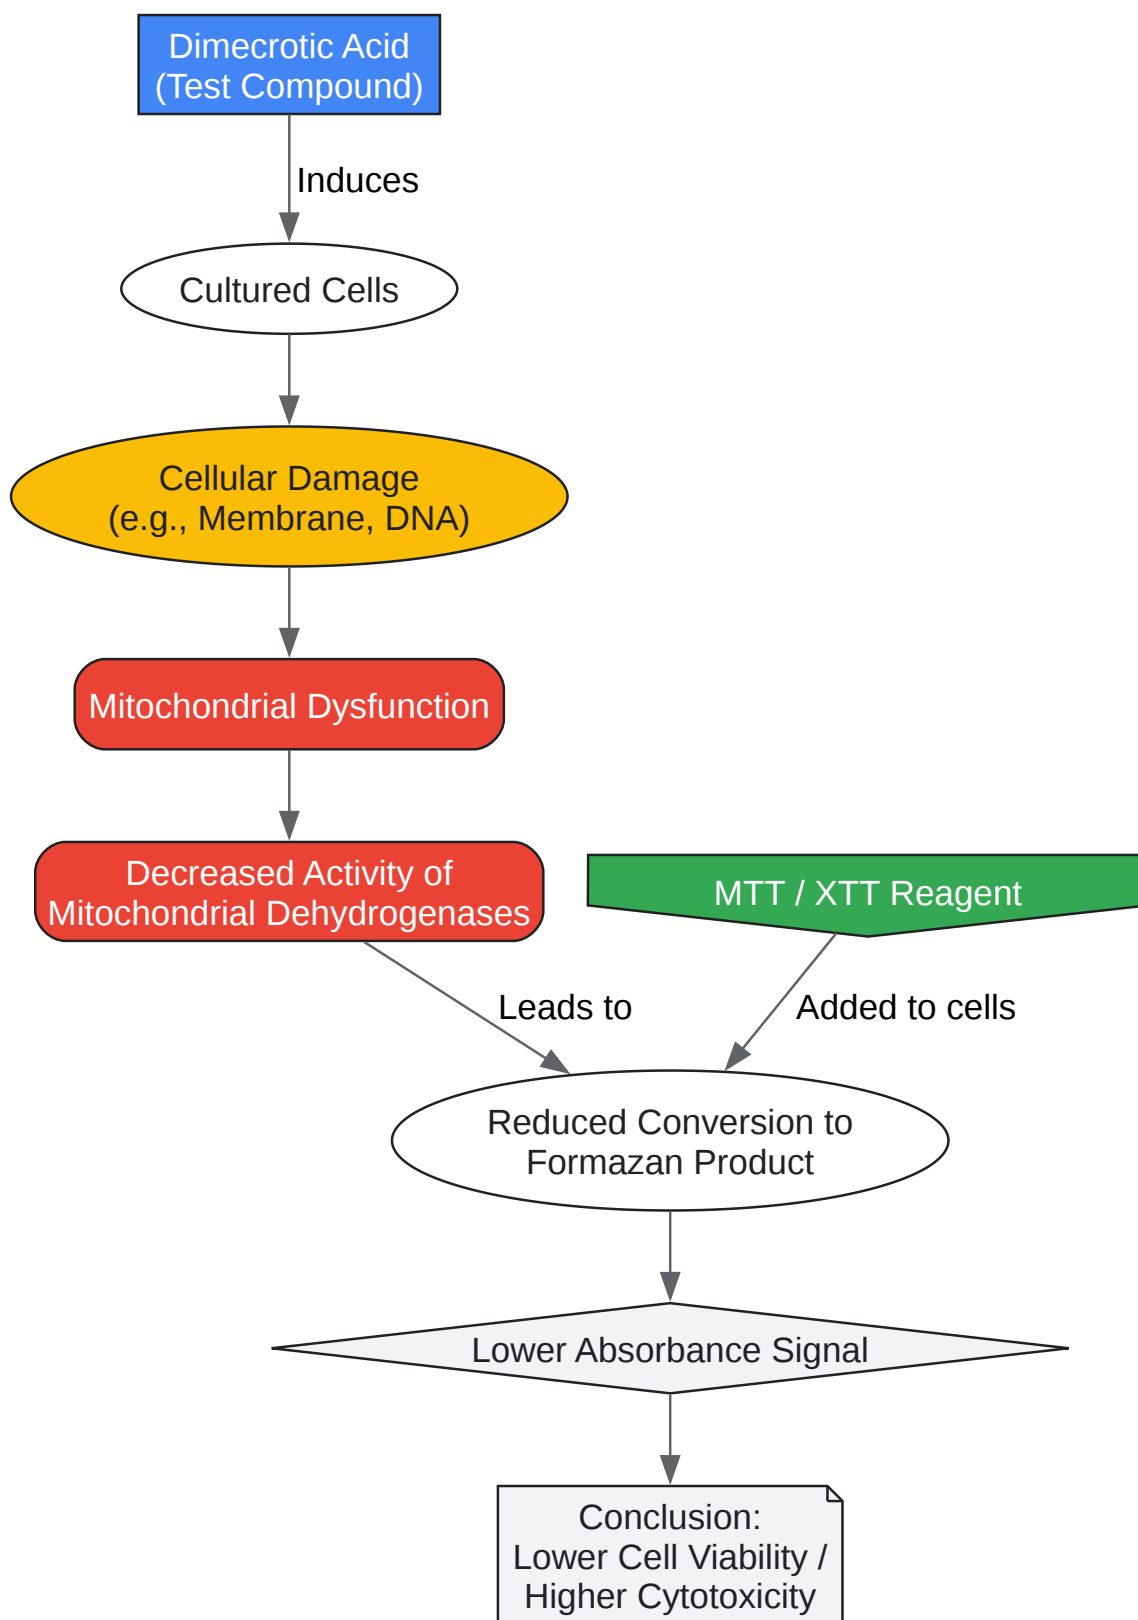 Dimecrotic Acid
(Test Compound)
Induces
Cultured Cells
Cellular Damage
(e.g., Membrane, DNA)
Mitochondrial Dysfunction
Decreased Activity of
Mitochondrial Dehydrogenases
MTT / XTT Reagent
Leads to
Added to cells
Reduced Conversion to
Formazan Product
Lower Absorbance Signal
Conclusion:
Lower Cell Viability /
Higher Cytotoxicity